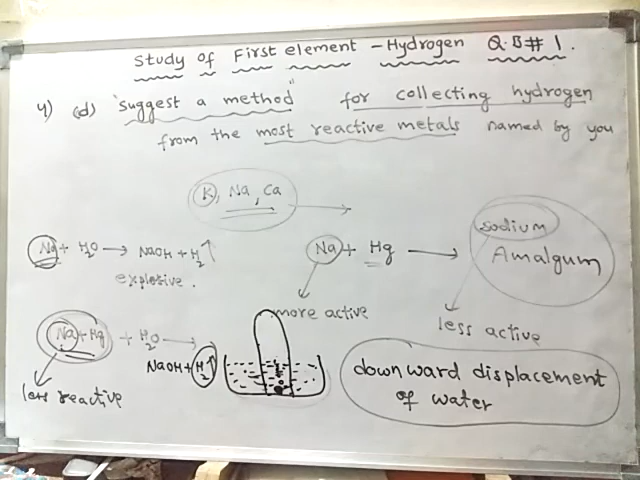 Study of First element - Hydrogen Q.B# 1.
4) (d) "suggest a method" for collecting hydrogen
from the most reactive metals named by you
K, Na, Ca
Na + H2O → NaOH + H2↑
explosive.
Na + Hg → sodium
Amalgum
more active
less active
Na + Hg + H2O →
NaOH + H2↑
less reactive
downward displacement
of water